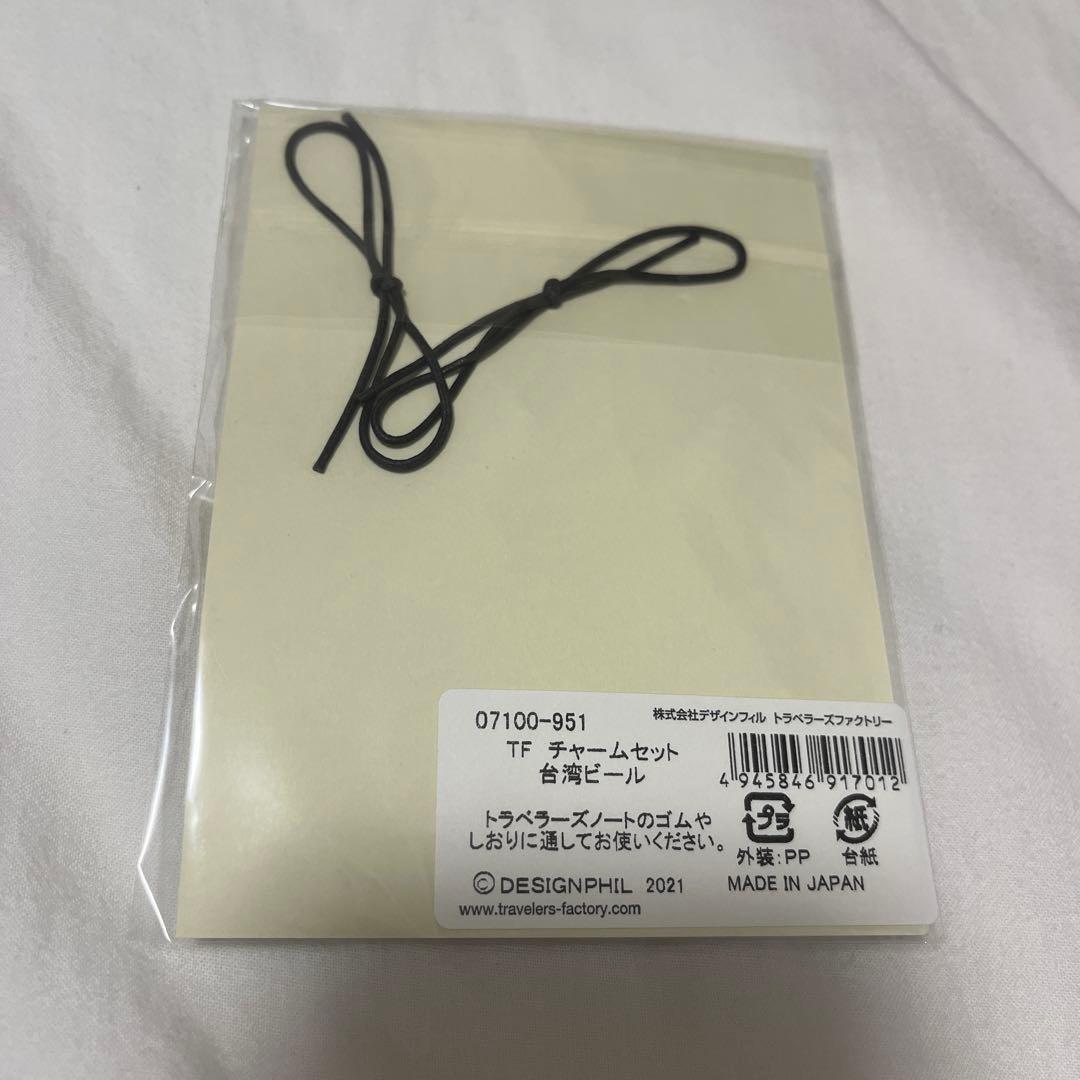 07100-951
株式会社デザインフィル トラベラーズファクトリー
TF チャームセット
台湾ビール
4 945846 917012
トラベラーズノートのゴムや
しおりに通してお使いください。
プラ
外装:PP
紙
台紙
©DESIGNPHIL 2021
MADE IN JAPAN
www.travelers-factory.com